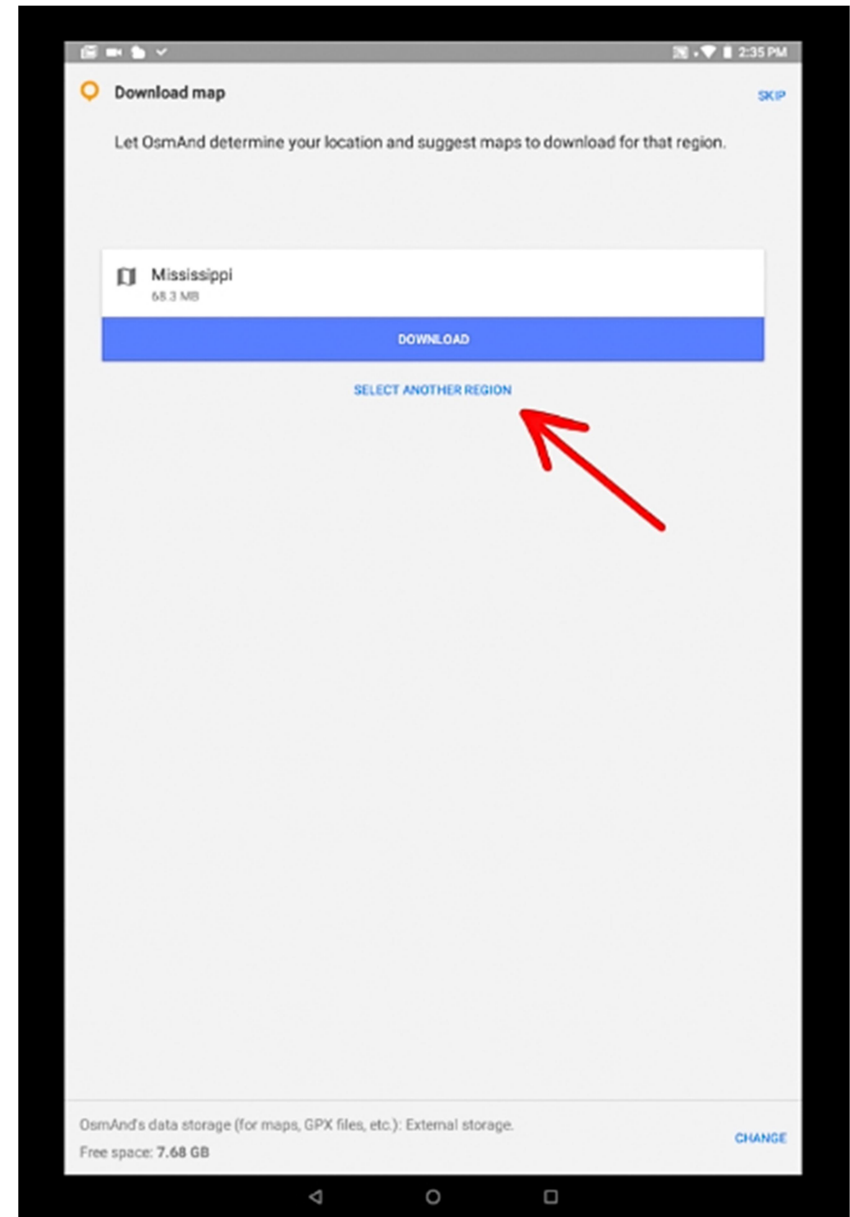 2:35 PM
Download map
SKIP
Let OsmAnd determine your location and suggest maps to download for that region.
Mississippi
68.3 MB
DOWNLOAD
SELECT ANOTHER REGION
OsmAnd's data storage (for maps, GPX files, etc.): External storage.
CHANGE
Free space: 7.68 GB